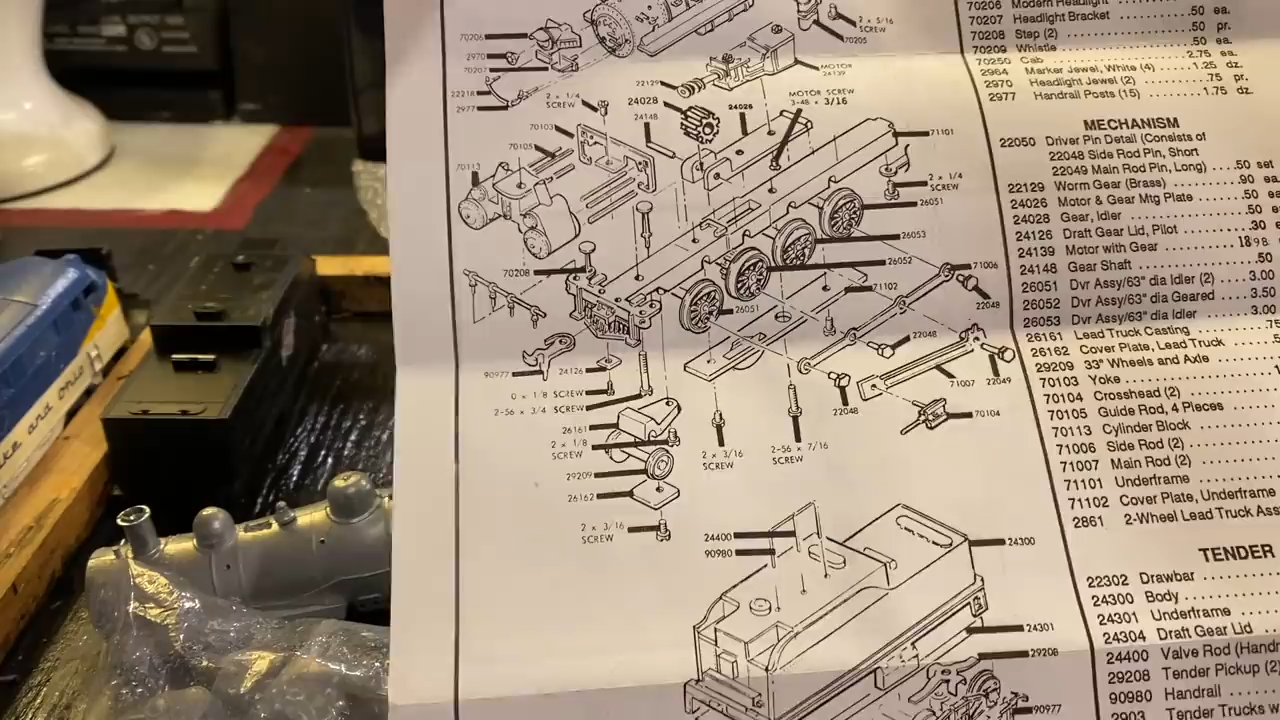 70206
2970
70207
22218
2977
2 x 5/16
SCREW
70205
MOTOR
24139
22129
2 x 1/4
SCREW
24028
24148
24026
MOTOR SCREW
3-48 x 3/16
70103
70105
70113
71101
2 x 1/4
SCREW
26051
26053
26052
71006
70208
71102
26051
22048
22048
90977
24126
0 x 1/8 SCREW
2-56 x 3/4 SCREW
22048
71007
22049
70104
26161
2 x 1/8
SCREW
29209
26162
2 x 3/16
SCREW
2-56 x 7/16
SCREW
2 x 3/16
SCREW
24400
90980
24300
24301
29208
90977
70206 Modern Headlight
70207 Headlight Bracket .50 ea.
70208 Step (2) .50 pr.
70209 Whistle .50 ea.
70250 Cab 2.75 ea.
2964 Marker Jewel, White (4) 1.25 dz.
2970 Headlight Jewel (2) .75 pr.
2977 Handrail Posts (15) 1.75 dz.
MECHANISM
22050 Driver Pin Detail (Consists of
22048 Side Rod Pin, Short
22049 Main Rod Pin, Long) .50 set
22129 Worm Gear (Brass) .90 ea.
24026 Motor & Gear Mtg Plate .50 ea
24028 Gear, Idler .50 e
24126 Draft Gear Lid, Pilot .30 e
24139 Motor with Gear 18.98
24148 Gear Shaft .50
26051 Dvr Assy/63" dia Idler (2) 3.00
26052 Dvr Assy/63" dia Geared 3.50
26053 Dvr Assy/63" dia Idler 3.00
26161 Lead Truck Casting .75
26162 Cover Plate, Lead Truck .5
29209 33" Wheels and Axle
70103 Yoke 1
70104 Crosshead (2)
70105 Guide Rod, 4 Pieces
70113 Cylinder Block
71006 Side Rod (2)
71007 Main Rod (2)
71101 Underframe
71102 Cover Plate, Underframe
2861 2-Wheel Lead Truck Ass
TENDER
22302 Drawbar
24300 Body
24301 Underframe
24304 Draft Gear Lid
24400 Valve Rod (Handr
29208 Tender Pickup (2)
90980 Handrail
2903 Tender Trucks w
ke and ohio